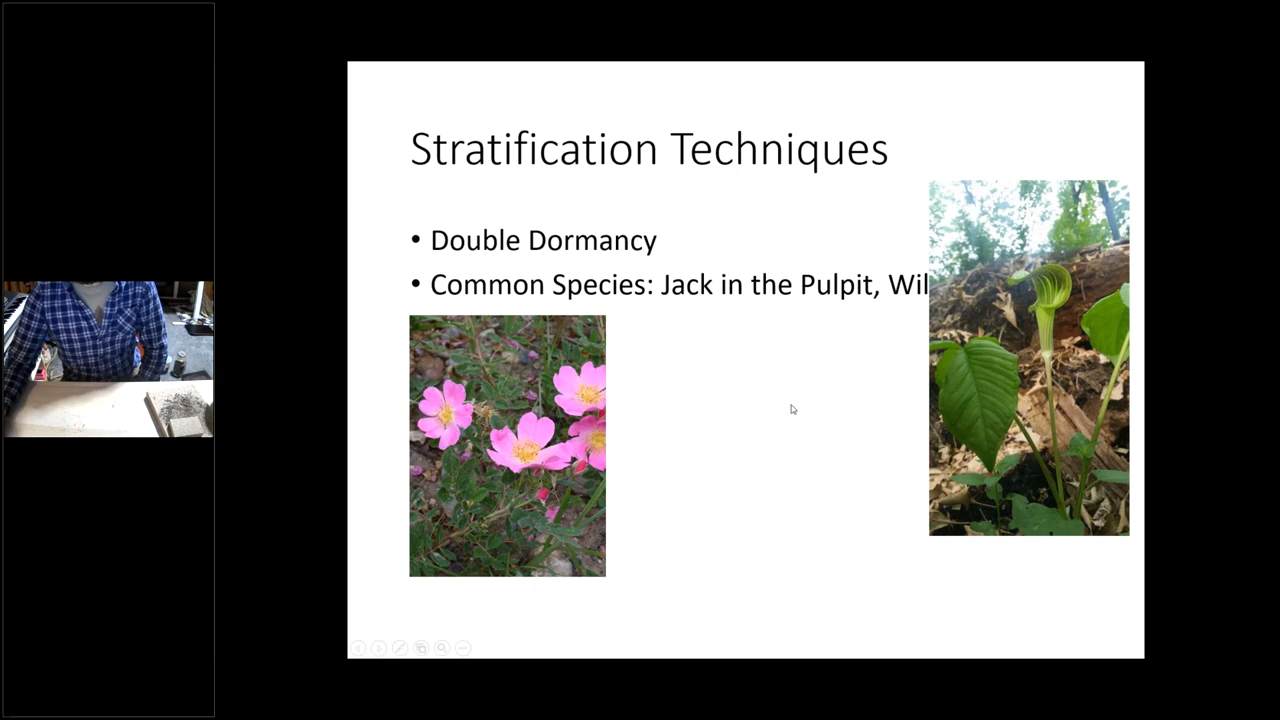 Stratification Techniques
• Double Dormancy
• Common Species: Jack in the Pulpit, Wil